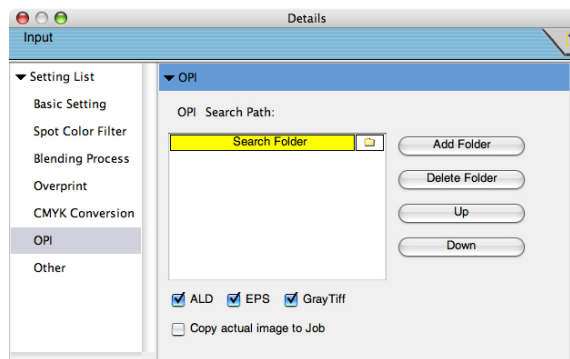 Details
Input
Setting List
Basic Setting
Spot Color Filter
Blending Process
Overprint
CMYK Conversion
OPI
Other
OPI
OPI Search Path:
Search Folder
Add Folder
Delete Folder
Up
Down
ALD EPS GrayTiff
Copy actual image to Job